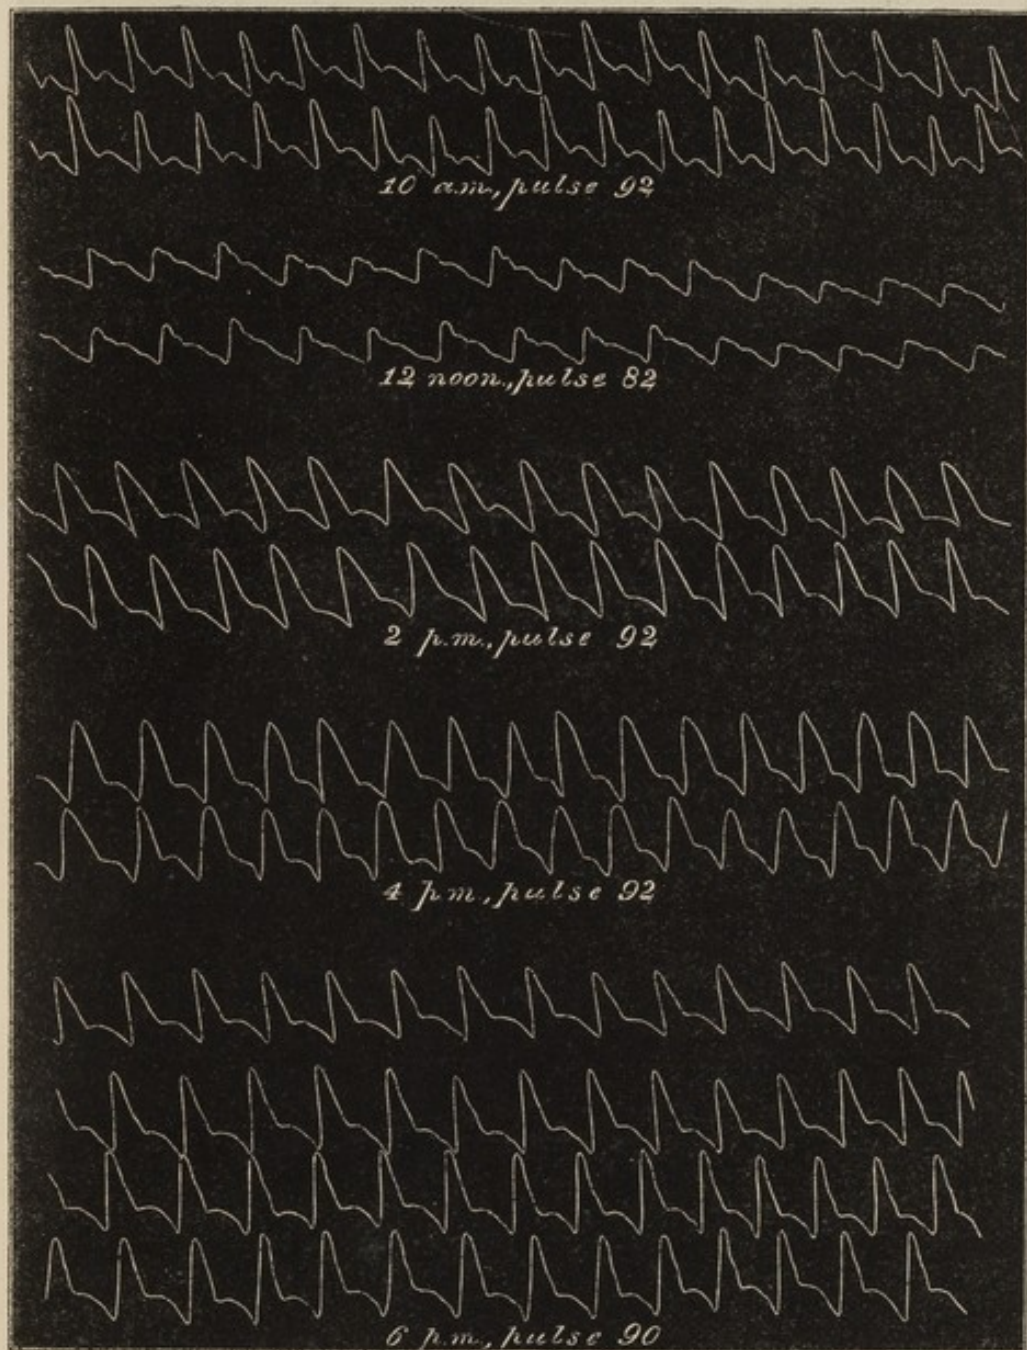 10 a.m., pulse 92
12 noon., pulse 82
2 p.m., pulse 92
4 p.m., pulse 92
6 p.m., pulse 90